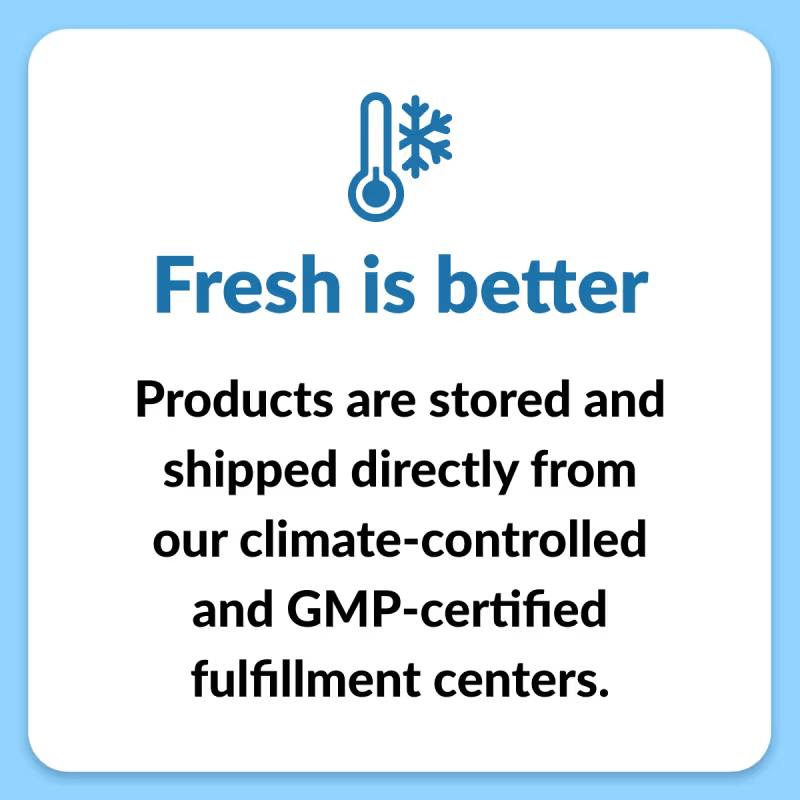 Fresh is better
Products are stored and
shipped directly from
our climate-controlled
and GMP-certified
fulfillment centers.